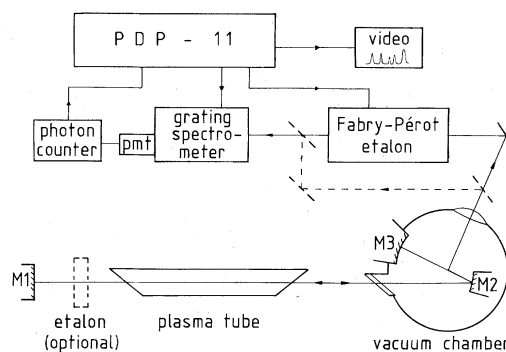 PDP-11
video
photon
counter
pmt
grating
spectro-
meter
Fabry-Pérot
etalon
M3
M1
M2
etalon
(optional)
plasma tube
vacuum chamber